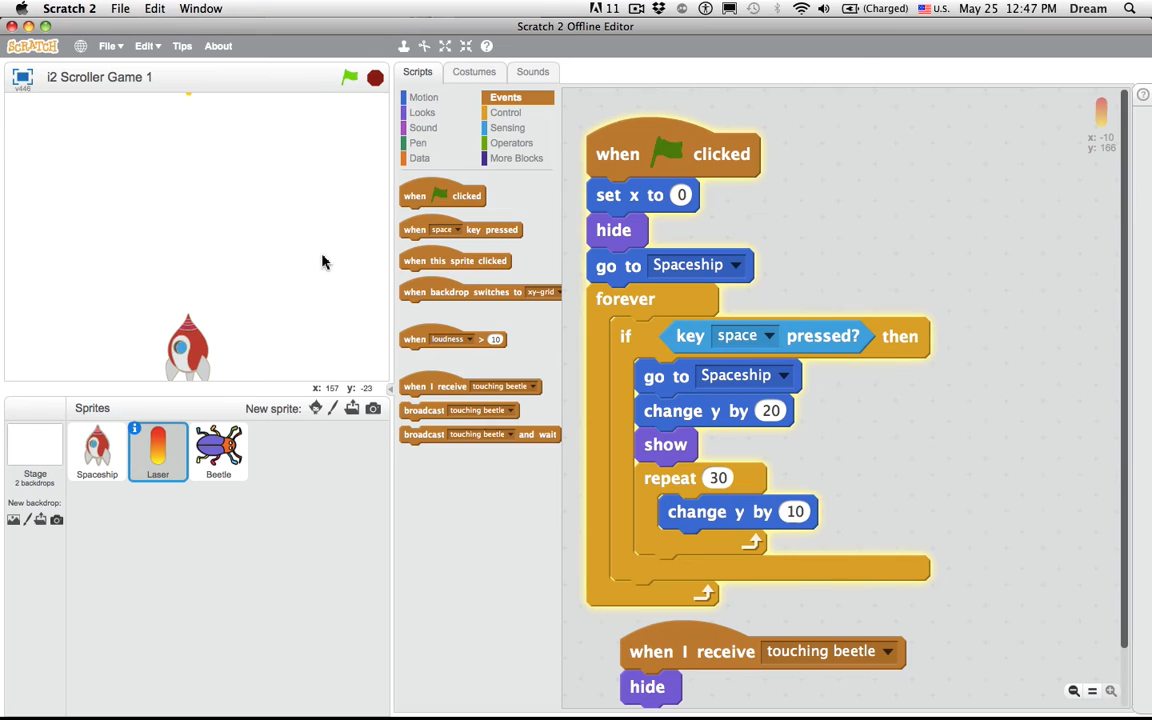 Scratch 2 File Edit Window 11 U.S. (Charged) May 25 12:47 PM Dream
Scratch 2 Offline Editor
SCRATCH File▾ Edit▾ Tips About
v446 i2 Scroller Game 1
Scripts Costumes Sounds
Motion Events
Looks Control
Sound Sensing
Pen Operators
Data More Blocks
when clicked
when space key pressed
when this sprite clicked
when backdrop switches to xy-grid
when loudness > 10
when I receive touching beetle
broadcast touching beetle
broadcast touching beetle and wait
x: 157 y: -23
Sprites New sprite:
Stage
2 backdrops
New backdrop:
Spaceship
Laser
Beetle
x: -10
y: 166
when clicked
set x to 0
hide
go to Spaceship
forever
if key space pressed? then
go to Spaceship
change y by 20
show
repeat 30
change y by 10
when I receive touching beetle
hide